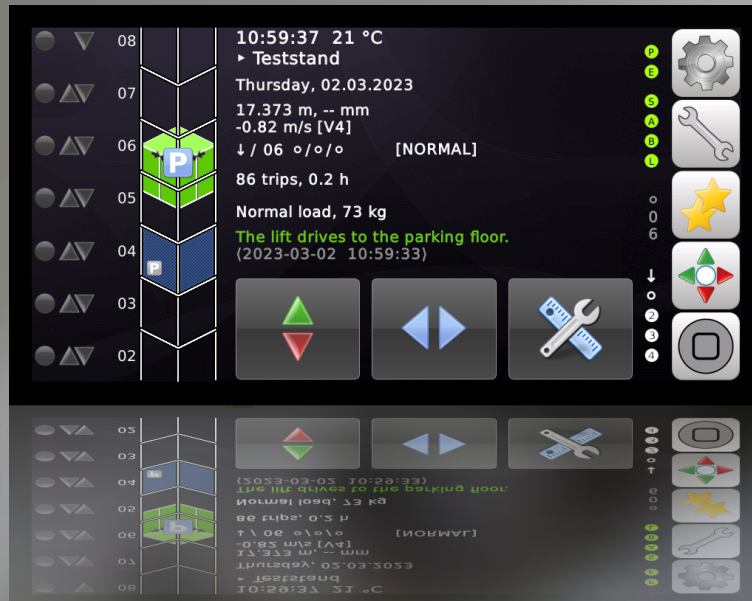 10:59:37 21 °C
▸ Teststand
Thursday, 02.03.2023
17.373 m, -- mm
-0.82 m/s [V4]
↓/ 06 o/o/o [NORMAL]
86 trips, 0.2 h
Normal load, 73 kg
The lift drives to the parking floor.
(2023-03-02 10:59:33)
08
07
06
05
04
03
02
P
P
P
E
S
A
B
L
o
0
6
↓
o
2
3
4